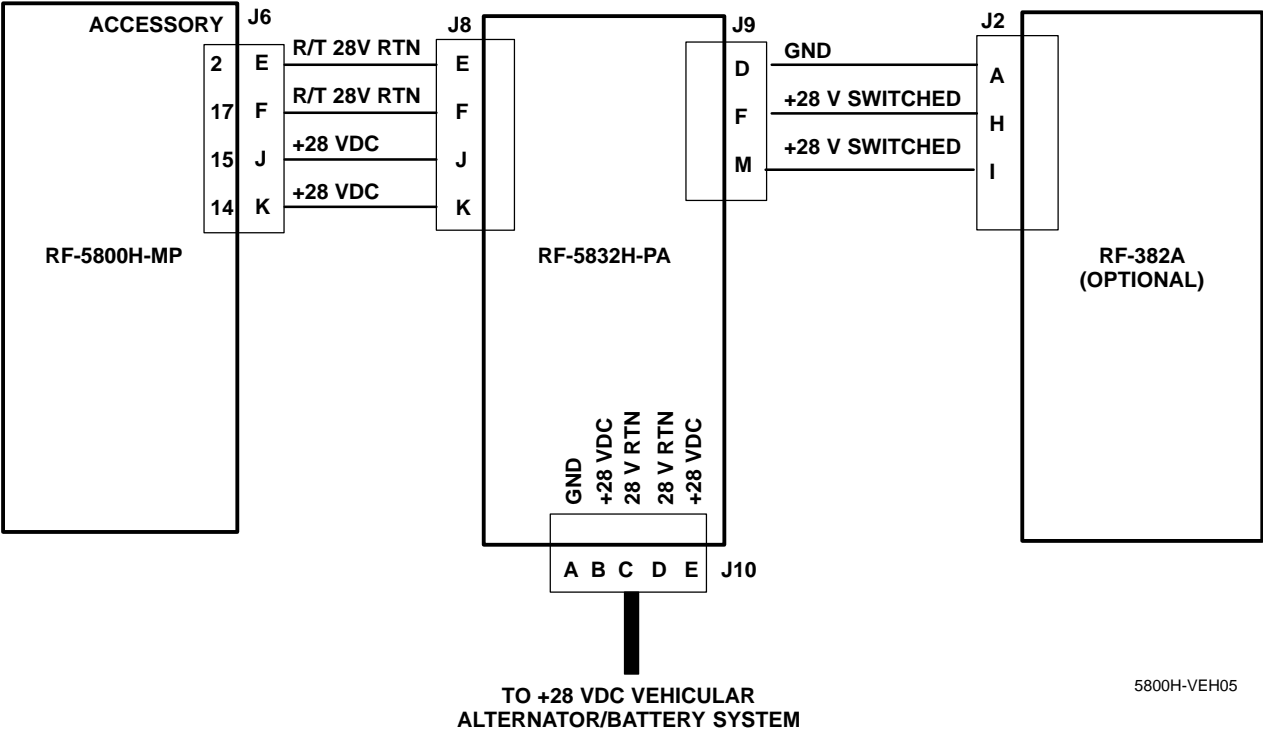 ACCESSORY J6
J8
J9
J2
2 E R/T 28V RTN E
17 F R/T 28V RTN F
15 J +28 VDC J
14 K +28 VDC K
D GND A
F +28 V SWITCHED H
M +28 V SWITCHED I
RF-5800H-MP
RF-5832H-PA
RF-382A
(OPTIONAL)
GND
+28 VDC
28 V RTN
28 V RTN
+28 VDC
A B C D E J10
TO +28 VDC VEHICULAR
ALTERNATOR/BATTERY SYSTEM
5800H-VEH05